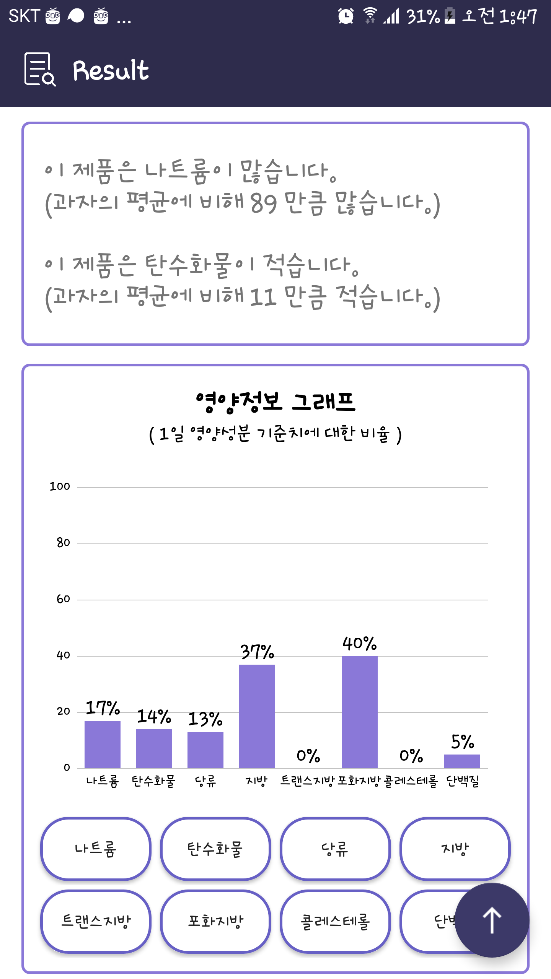 SKT ... 31% 오전 1:47
Result
이 제품은 나트륨이 많습니다.
(과자의 평균에 비해 89 만큼 많습니다.)
이 제품은 탄수화물이 적습니다.
(과자의 평균에 비해 11 만큼 적습니다.)
영양정보 그래프
( 1일 영양성분 기준치에 대한 비율 )
100
80
60
40
20
0
17% 14% 13% 37% 0% 40% 0% 5%
나트륨 탄수화물 당류 지방 트랜스지방 포화지방 콜레스테롤 단백질
나트륨 탄수화물 당류 지방
트랜스지방 포화지방 콜레스테롤